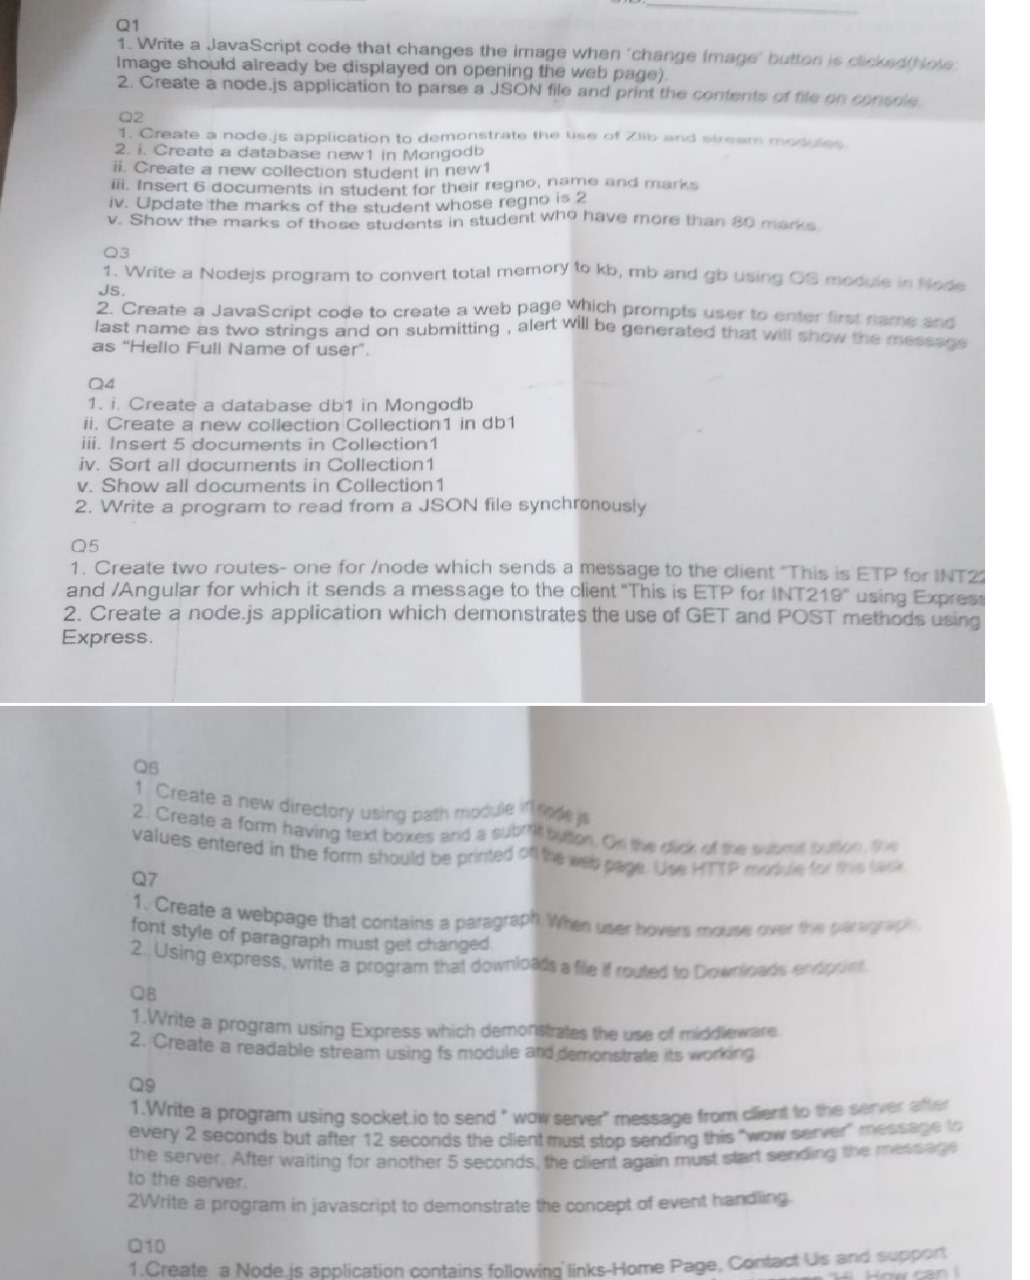 Q1
1. Write a JavaScript code that changes the image when 'change Image' button is clicked(Note:
Image should already be displayed on opening the web page).
2. Create a node.js application to parse a JSON file and print the contents of file on console.
Q2
1. Create a node.js application to demonstrate the use of Zlib and stream modules.
2. i. Create a database new1 in Mongodb
ii. Create a new collection student in new1
iii. Insert 6 documents in student for their regno, name and marks
iv. Update the marks of the student whose regno is 2
v. Show the marks of those students in student who have more than 80 marks.
Q3
1. Write a Nodejs program to convert total memory to kb, mb and gb using OS module in Node
Js.
2. Create a JavaScript code to create a web page which prompts user to enter first name and
last name as two strings and on submitting , alert will be generated that will show the message
as "Hello Full Name of user".
Q4
1. i. Create a database db1 in Mongodb
ii. Create a new collection Collection1 in db1
iii. Insert 5 documents in Collection1
iv. Sort all documents in Collection1
v. Show all documents in Collection1
2. Write a program to read from a JSON file synchronously
Q5
1. Create two routes- one for /node which sends a message to the client "This is ETP for
and /Angular for which it sends a message to the client "This is ETP for INT219" using Express
2. Create a node.js application which demonstrates the use of GET and POST methods using
Express.
Q6
1 Create a new directory using path module in node js
2. Create a form having text boxes and a submit button. On the click of the submit button, the
values entered in the form should be printed on the web page. Use HTTP module for this task
Q7
1. Create a webpage that contains a paragraph. When user hovers mouse over the paragraph,
font style of paragraph must get changed.
2. Using express, write a program that downloads a file if routed to Downloads endpoint.
Q8
1.Write a program using Express which demonstrates the use of middleware.
2. Create a readable stream using fs module and demonstrate its working
Q9
1.Write a program using socket.io to send " wow server" message from client to the server after
every 2 seconds but after 12 seconds the client must stop sending this "wow server" message to
the server. After waiting for another 5 seconds, the client again must start sending the message
to the server.
2Write a program in javascript to demonstrate the concept of event handling.
Q10
1.Create a Node.js application contains following links-Home Page, Contact Us and support